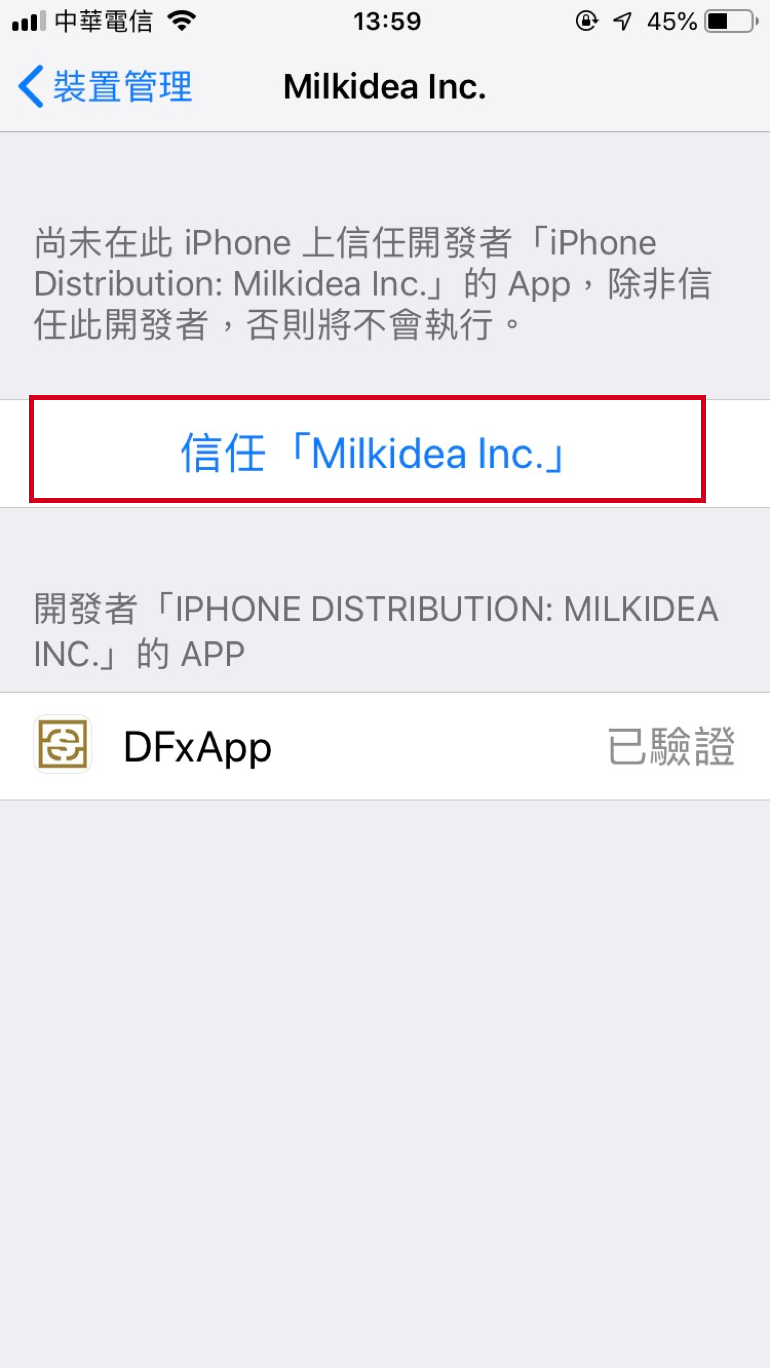 中華電信 13:59 45%
裝置管理 Milkidea Inc.
尚未在此 iPhone 上信任開發者「iPhone
Distribution: Milkidea Inc.」的 App，除非信
任此開發者，否則將不會執行。
信任「Milkidea Inc.」
開發者「IPHONE DISTRIBUTION: MILKIDEA
INC.」的 APP
DFxApp 已驗證